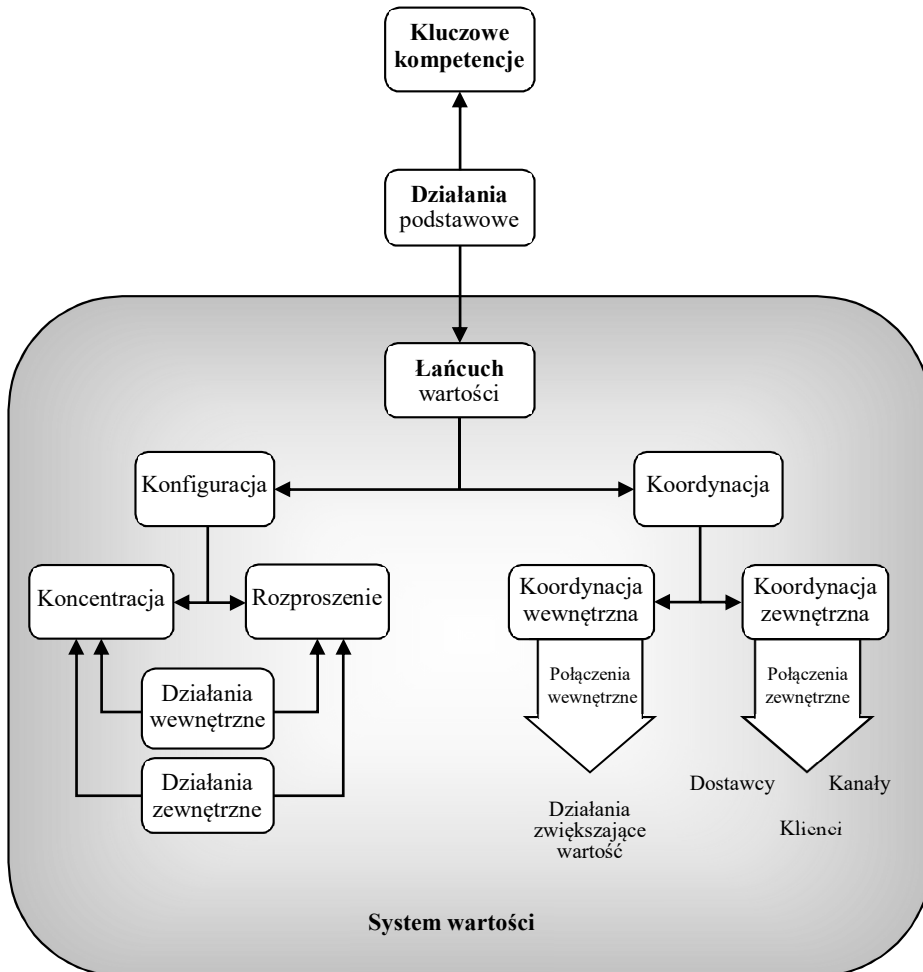 Kluczowe
kompetencje
Działania
podstawowe
Łańcuch
wartości
Konfiguracja
Koordynacja
Koncentracja
Rozproszenie
Koordynacja
wewnętrzna
Koordynacja
zewnętrzna
Działania
wewnętrzne
Działania
zewnętrzne
Połączenia
wewnętrzne
Połączenia
zewnętrzne
Dostawcy
Kanały
Klienci
Działania
zwiększające
wartość
System wartości